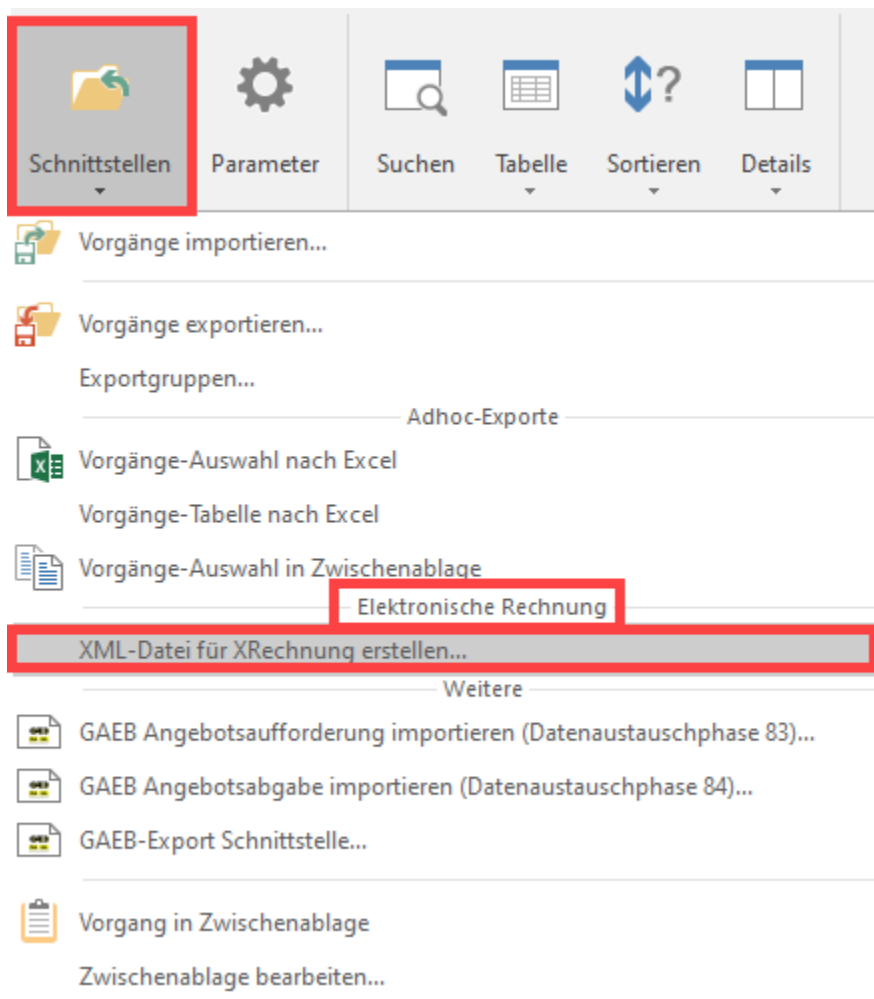 Schnittstellen Parameter Suchen Tabelle Sortieren Details
Vorgänge importieren...
Vorgänge exportieren...
Exportgruppen...
Adhoc-Exporte
Vorgänge-Auswahl nach Excel
Vorgänge-Tabelle nach Excel
Vorgänge-Auswahl in Zwischenablage
Elektronische Rechnung
XML-Datei für XRechnung erstellen...
Weitere
GAEB Angebotsaufforderung importieren (Datenaustauschphase 83)...
GAEB Angebotsabgabe importieren (Datenaustauschphase 84)...
GAEB-Export Schnittstelle...
Vorgang in Zwischenablage
Zwischenablage bearbeiten...